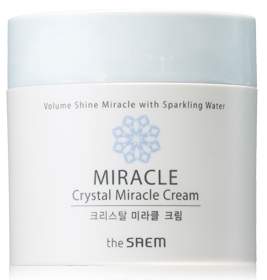 Volume Shine Miracle with Sparkling Water
MIRACLE
Crystal Miracle Cream
크리스탈 미라클 크림
the SAEM